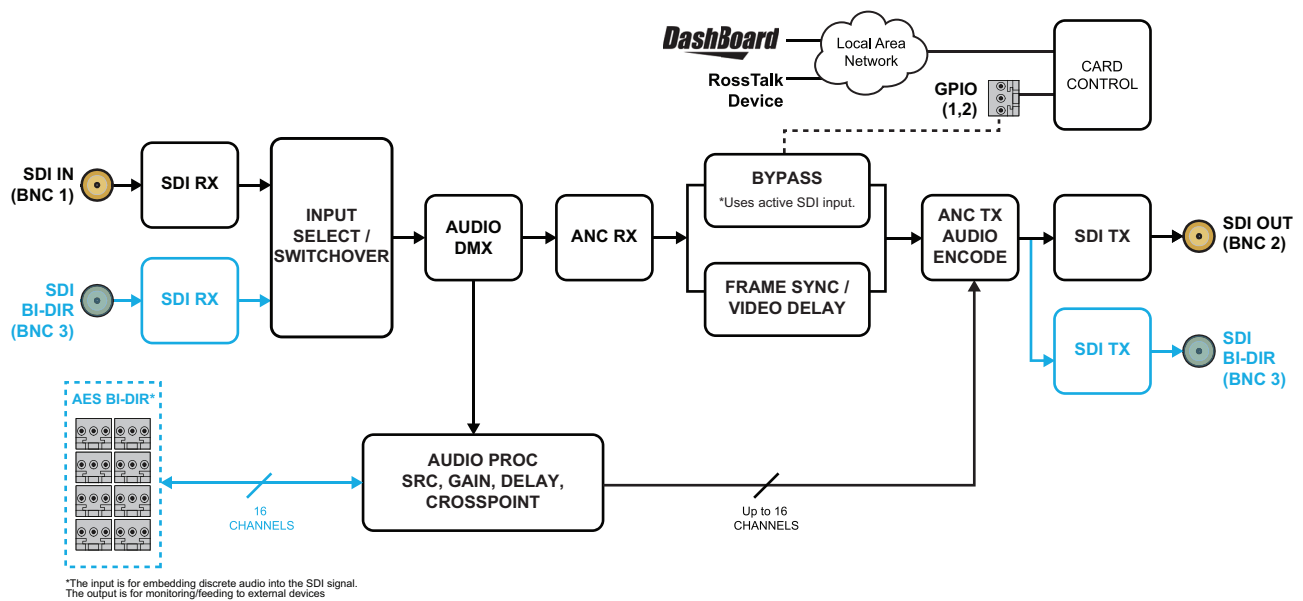 DashBoard
RossTalk
Device
Local Area
Network
GPIO
(1,2)
CARD
CONTROL
SDI IN
(BNC 1)
SDI RX
SDI
BI-DIR
(BNC 3)
SDI RX
INPUT
SELECT /
SWITCHOVER
AUDIO
DMX
ANC RX
BYPASS
*Uses active SDI input.
FRAME SYNC /
VIDEO DELAY
ANC TX
AUDIO
ENCODE
SDI TX
SDI OUT
(BNC 2)
SDI TX
SDI
BI-DIR
(BNC 3)
AES BI-DIR*
16
CHANNELS
AUDIO PROC
SRC, GAIN, DELAY,
CROSSPOINT
Up to 16
CHANNELS
*The input is for embedding discrete audio into the SDI signal.
The output is for monitoring/feeding to external devices